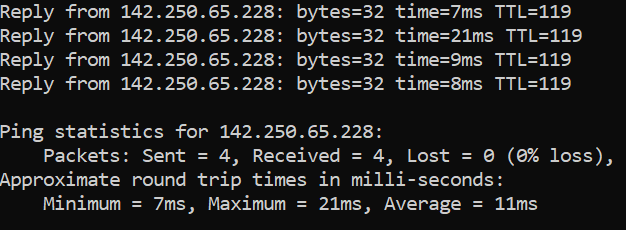 Reply from 142.250.65.228: bytes=32 time=7ms TTL=119
Reply from 142.250.65.228: bytes=32 time=21ms TTL=119
Reply from 142.250.65.228: bytes=32 time=9ms TTL=119
Reply from 142.250.65.228: bytes=32 time=8ms TTL=119
Ping statistics for 142.250.65.228:
Packets: Sent = 4, Received = 4, Lost = 0 (0% loss),
Approximate round trip times in milli-seconds:
Minimum = 7ms, Maximum = 21ms, Average = 11ms